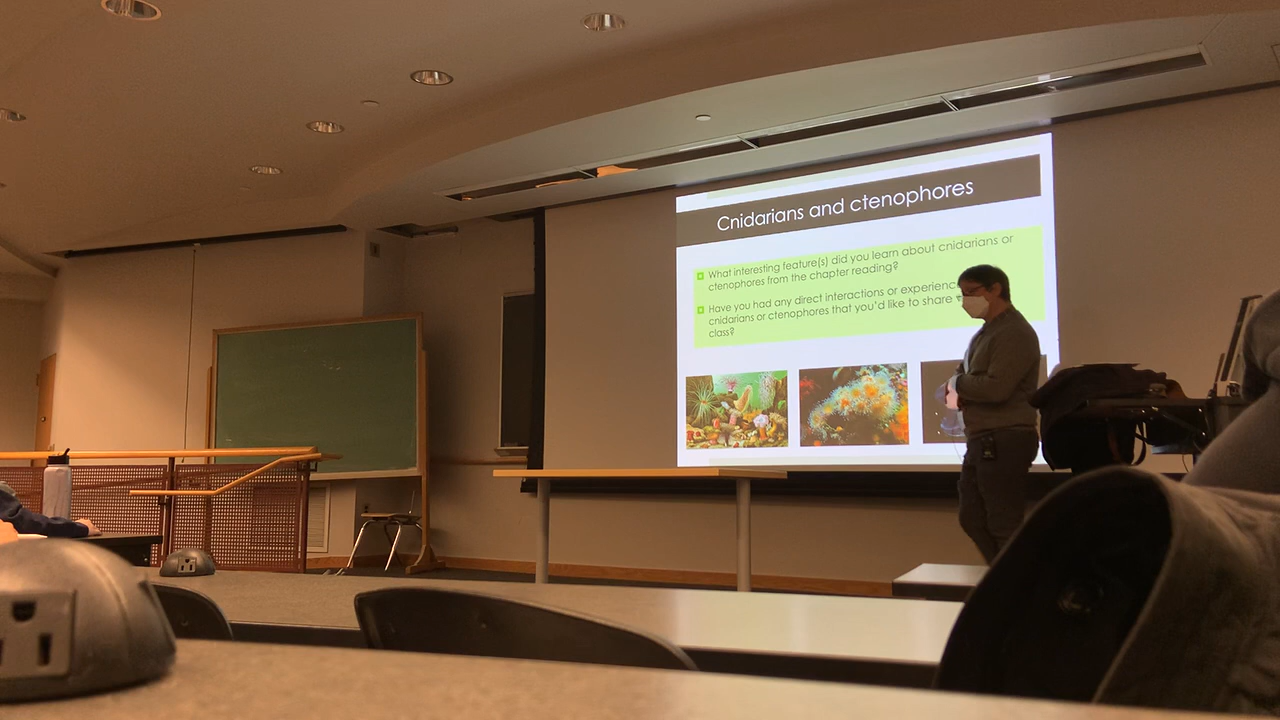 Cnidarians and ctenophores
What interesting feature(s) did you learn about cnidarians or
ctenophores from the chapter reading?
Have you had any direct interactions or experienc
cnidarians or ctenophores that you'd like to share
class?